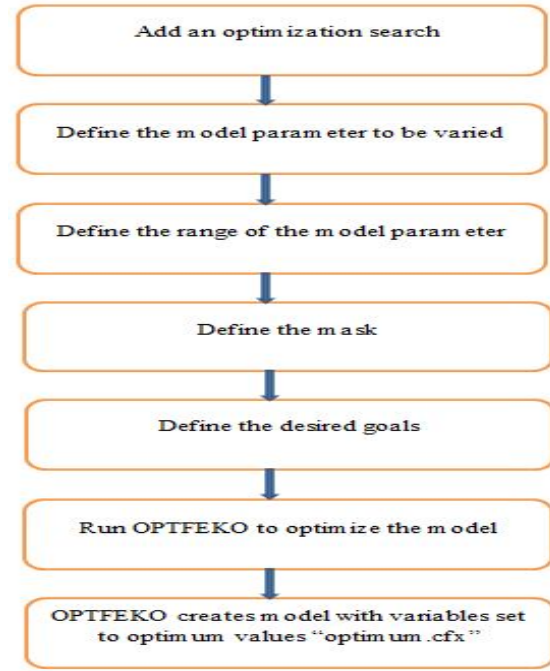 Add an optimization search
Define the model parameter to be varied
Define the range of the model parameter
Define the mask
Define the desired goals
Run OPTFEKO to optimize the model
OPTFEKO creates model with variables set
to optimum values “optimum.cfx”